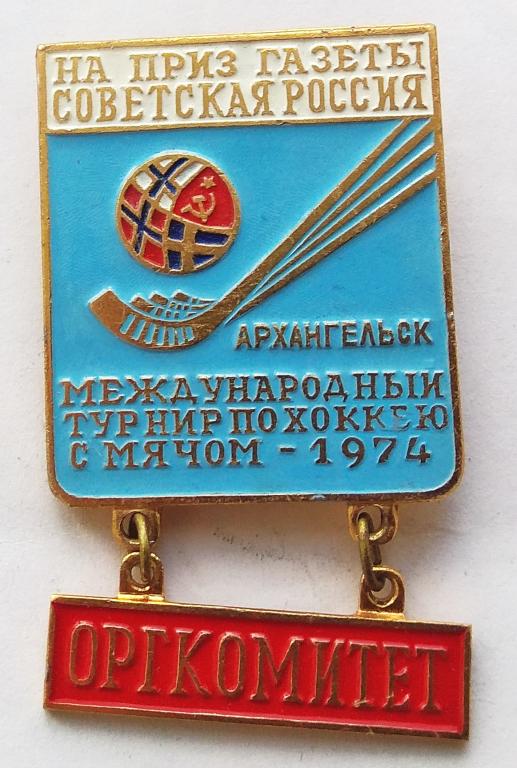 НА ПРИЗ ГАЗЕТЫ
СОВЕТСКАЯ РОССИЯ
АРХАНГЕЛЬСК
МЕЖДУНАРОДНЫЙ
ТУРНИР ПО ХОККЕЮ
С МЯЧОМ - 1974
ОРГКОМИТЕТ